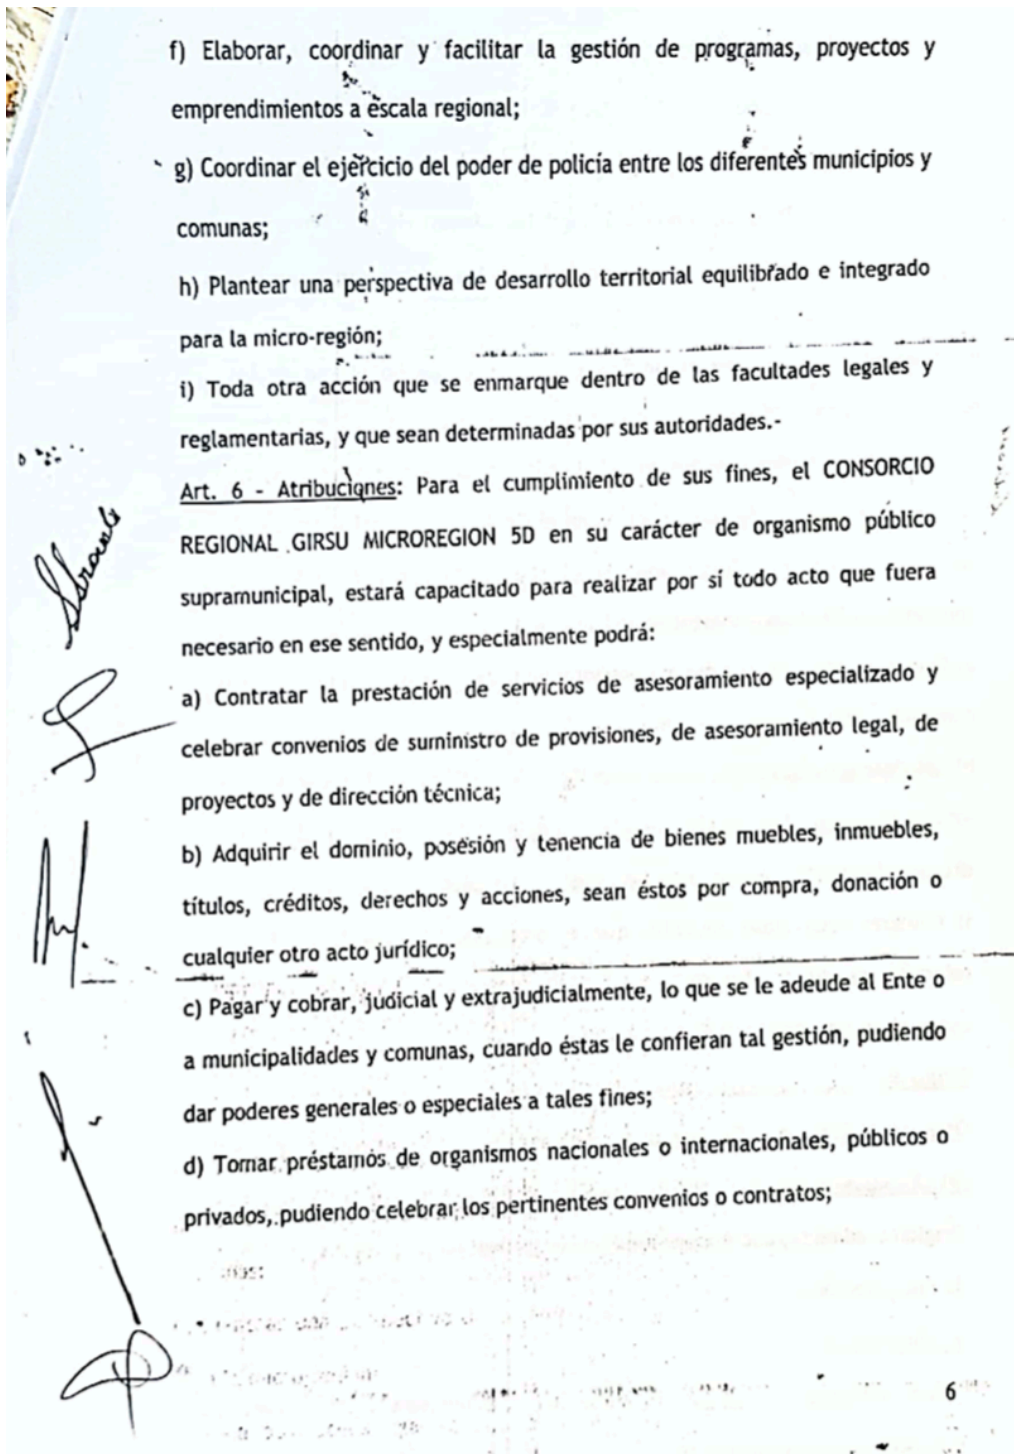 f) Elaborar, coordinar y facilitar la gestión de programas, proyectos y
emprendimientos a escala regional;
g) Coordinar el ejercicio del poder de policía entre los diferentes municipios y
comunas;
h) Plantear una perspectiva de desarrollo territorial equilibrado e integrado
para la micro-región;
i) Toda otra acción que se enmarque dentro de las facultades legales y
reglamentarias, y que sean determinadas por sus autoridades.-
Art. 6 - Atribuciones: Para el cumplimiento de sus fines, el CONSORCIO
REGIONAL GIRSU MICROREGION 5D en su carácter de organismo público
supramunicipal, estará capacitado para realizar por sí todo acto que fuera
necesario en ese sentido, y especialmente podrá:
a) Contratar la prestación de servicios de asesoramiento especializado y
celebrar convenios de suministro de provisiones, de asesoramiento legal, de
proyectos y de dirección técnica;
b) Adquirir el dominio, posesión y tenencia de bienes muebles, inmuebles,
títulos, créditos, derechos y acciones, sean éstos por compra, donación o
cualquier otro acto jurídico;
c) Pagar y cobrar, judicial y extrajudicialmente, lo que se le adeude al Ente o
a municipalidades y comunas, cuando éstas le confieran tal gestión, pudiendo
dar poderes generales o especiales a tales fines;
d) Tomar préstamos de organismos nacionales o internacionales, públicos o
privados, pudiendo celebrar los pertinentes convenios o contratos;
6